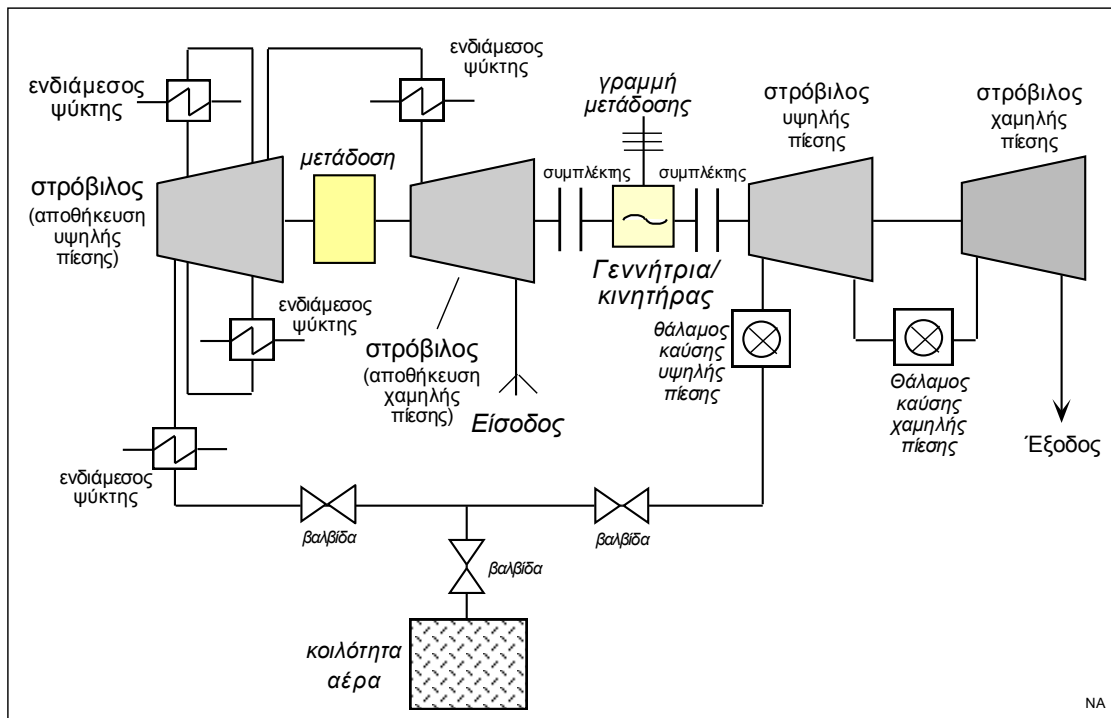 ενδιάμεσος
ψύκτης
ενδιάμεσος
ψύκτης
γραμμή
μετάδοσης
στρόβιλος
υψηλής
πίεσης
στρόβιλος
χαμηλής
πίεσης
μετάδοση
συμπλέκτης
συμπλέκτης
στρόβιλος
(αποθήκευση
υψηλής
πίεσης)
Γεννήτρια/
κινητήρας
ενδιάμεσος
ψύκτης
στρόβιλος
(αποθήκευση
χαμηλής
πίεσης)
Είσοδος
θάλαμος
καύσης
υψηλής
πίεσης
Θάλαμος
καύσης
χαμηλής
πίεσης
Έξοδος
ενδιάμεσος
ψύκτης
βαλβίδα
βαλβίδα
βαλβίδα
κοιλότητα
αέρα
NA